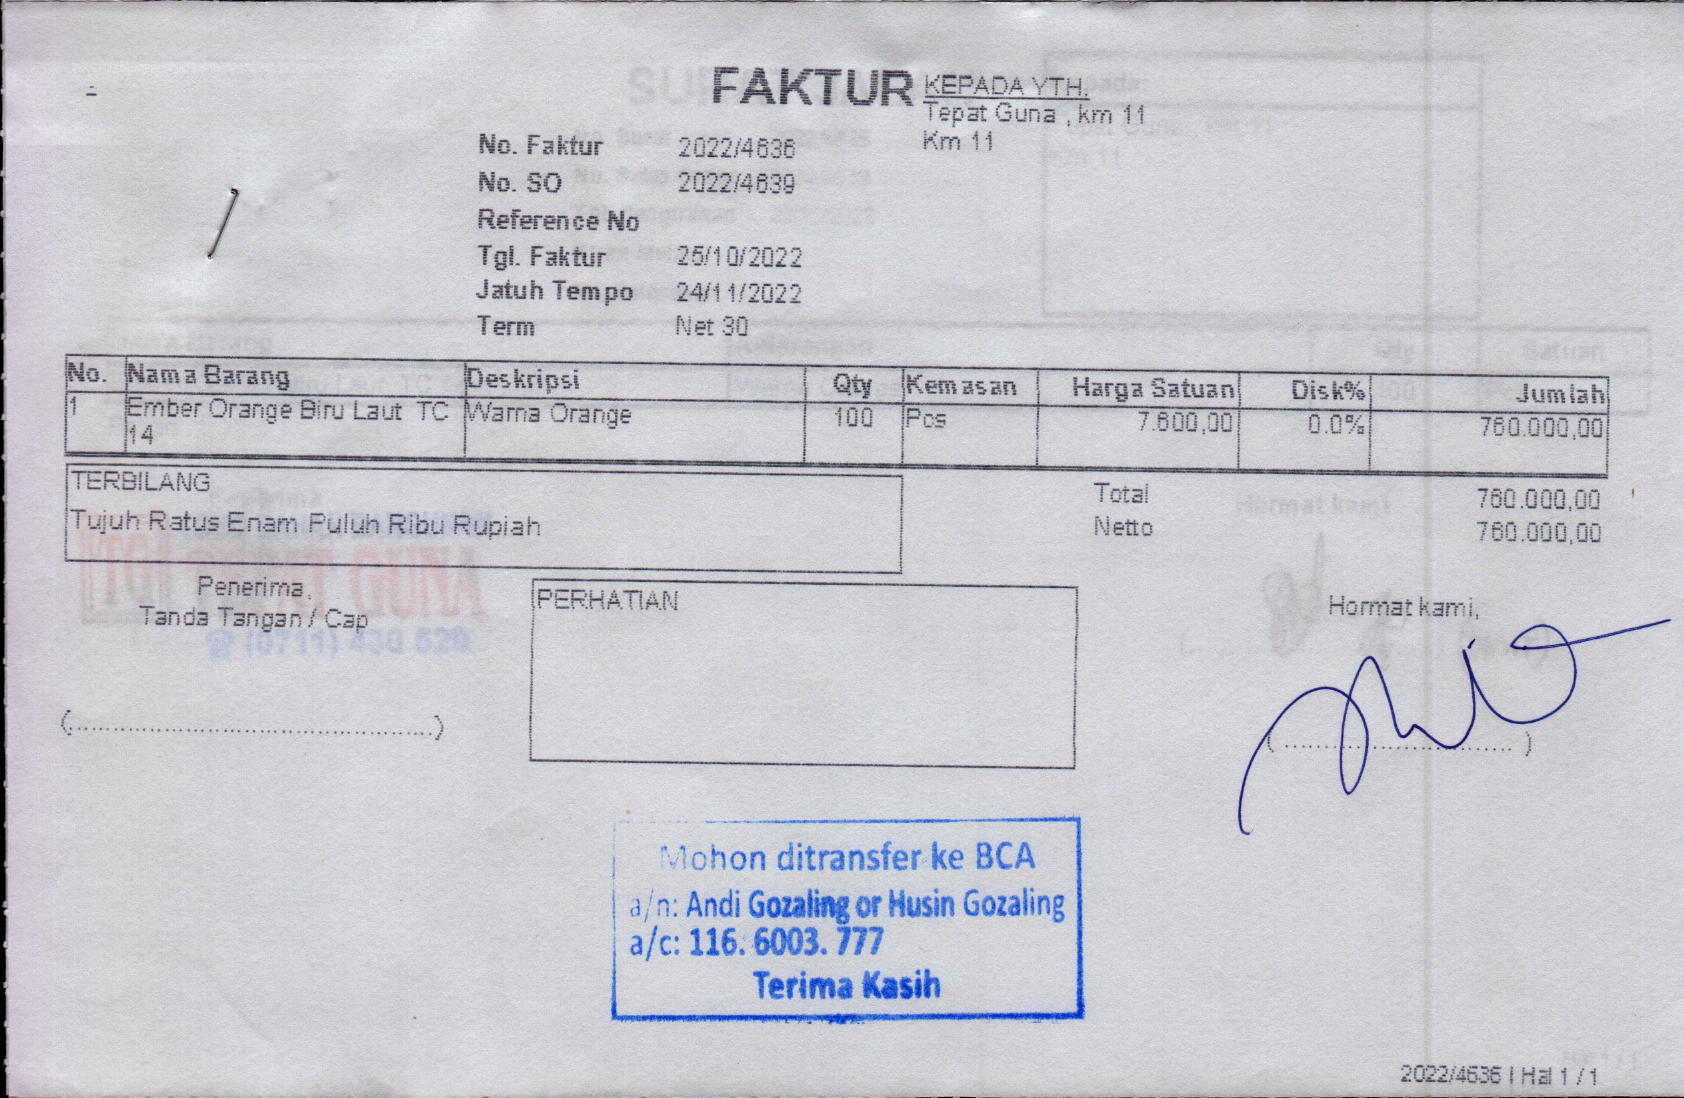 FAKTUR
KEPADA YTH.
Tepat Guna , km 11
Km 11
No. Faktur 2022/4636
No. SO 2022/4639
Reference No
Tgl. Faktur 25/10/2022
Jatuh Tempo 24/11/2022
Term Net 30
No. Nama Barang Deskripsi Qty Kemasan Harga Satuan Disk% Jumlah
1 Ember Orange Biru Laut TC Warna Orange 100 Pcs 7.600,00 0.0% 760.000,00
14
TERBILANG
Tujuh Ratus Enam Puluh Ribu Rupiah
Total 760.000,00
Netto 760.000,00
Penerima,
Tanda Tangan / Cap
PERHATIAN
Hormat kami,
(................................................)
( ................................ )
Mohon ditransfer ke BCA
a/n: Andi Gozaling or Husin Gozaling
a/c: 116. 6003. 777
Terima Kasih
2022/4636 | Hal 1 / 1